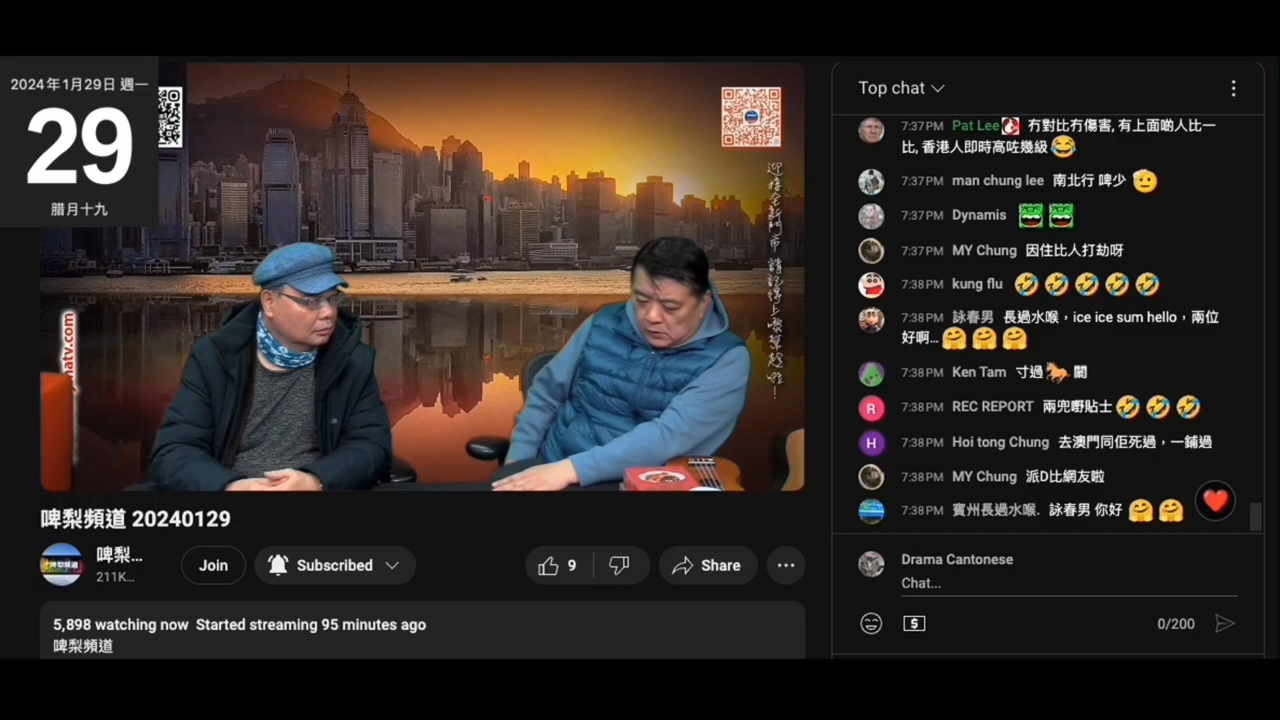 2024年1月29日 週一
29
腊月十九
natv.com
啤梨頻道 20240129
啤梨...
211K...
Join
Subscribed
9
Share
5,898 watching now Started streaming 95 minutes ago
啤梨頻道
Top chat
7:37PM Pat Lee 冇對比冇傷害, 有上面啲人比一
比, 香港人即時高咗幾級
7:37PM man chung lee 南北行 啤少
7:37PM Dynamis
7:37PM MY Chung 因住比人打劫呀
7:38PM kung flu
7:38PM 詠春男 長過水喉，ice ice sum hello，兩位
好啊...
7:38PM Ken Tam 寸過 關
7:38PM REC REPORT 兩兜嘢貼士
7:38PM Hoi tong Chung 去澳門同佢死過，一鋪過
7:38PM MY Chung 派D比網友啦
7:38PM 賓州長過水喉. 詠春男 你好
Drama Cantonese
Chat...
0/200